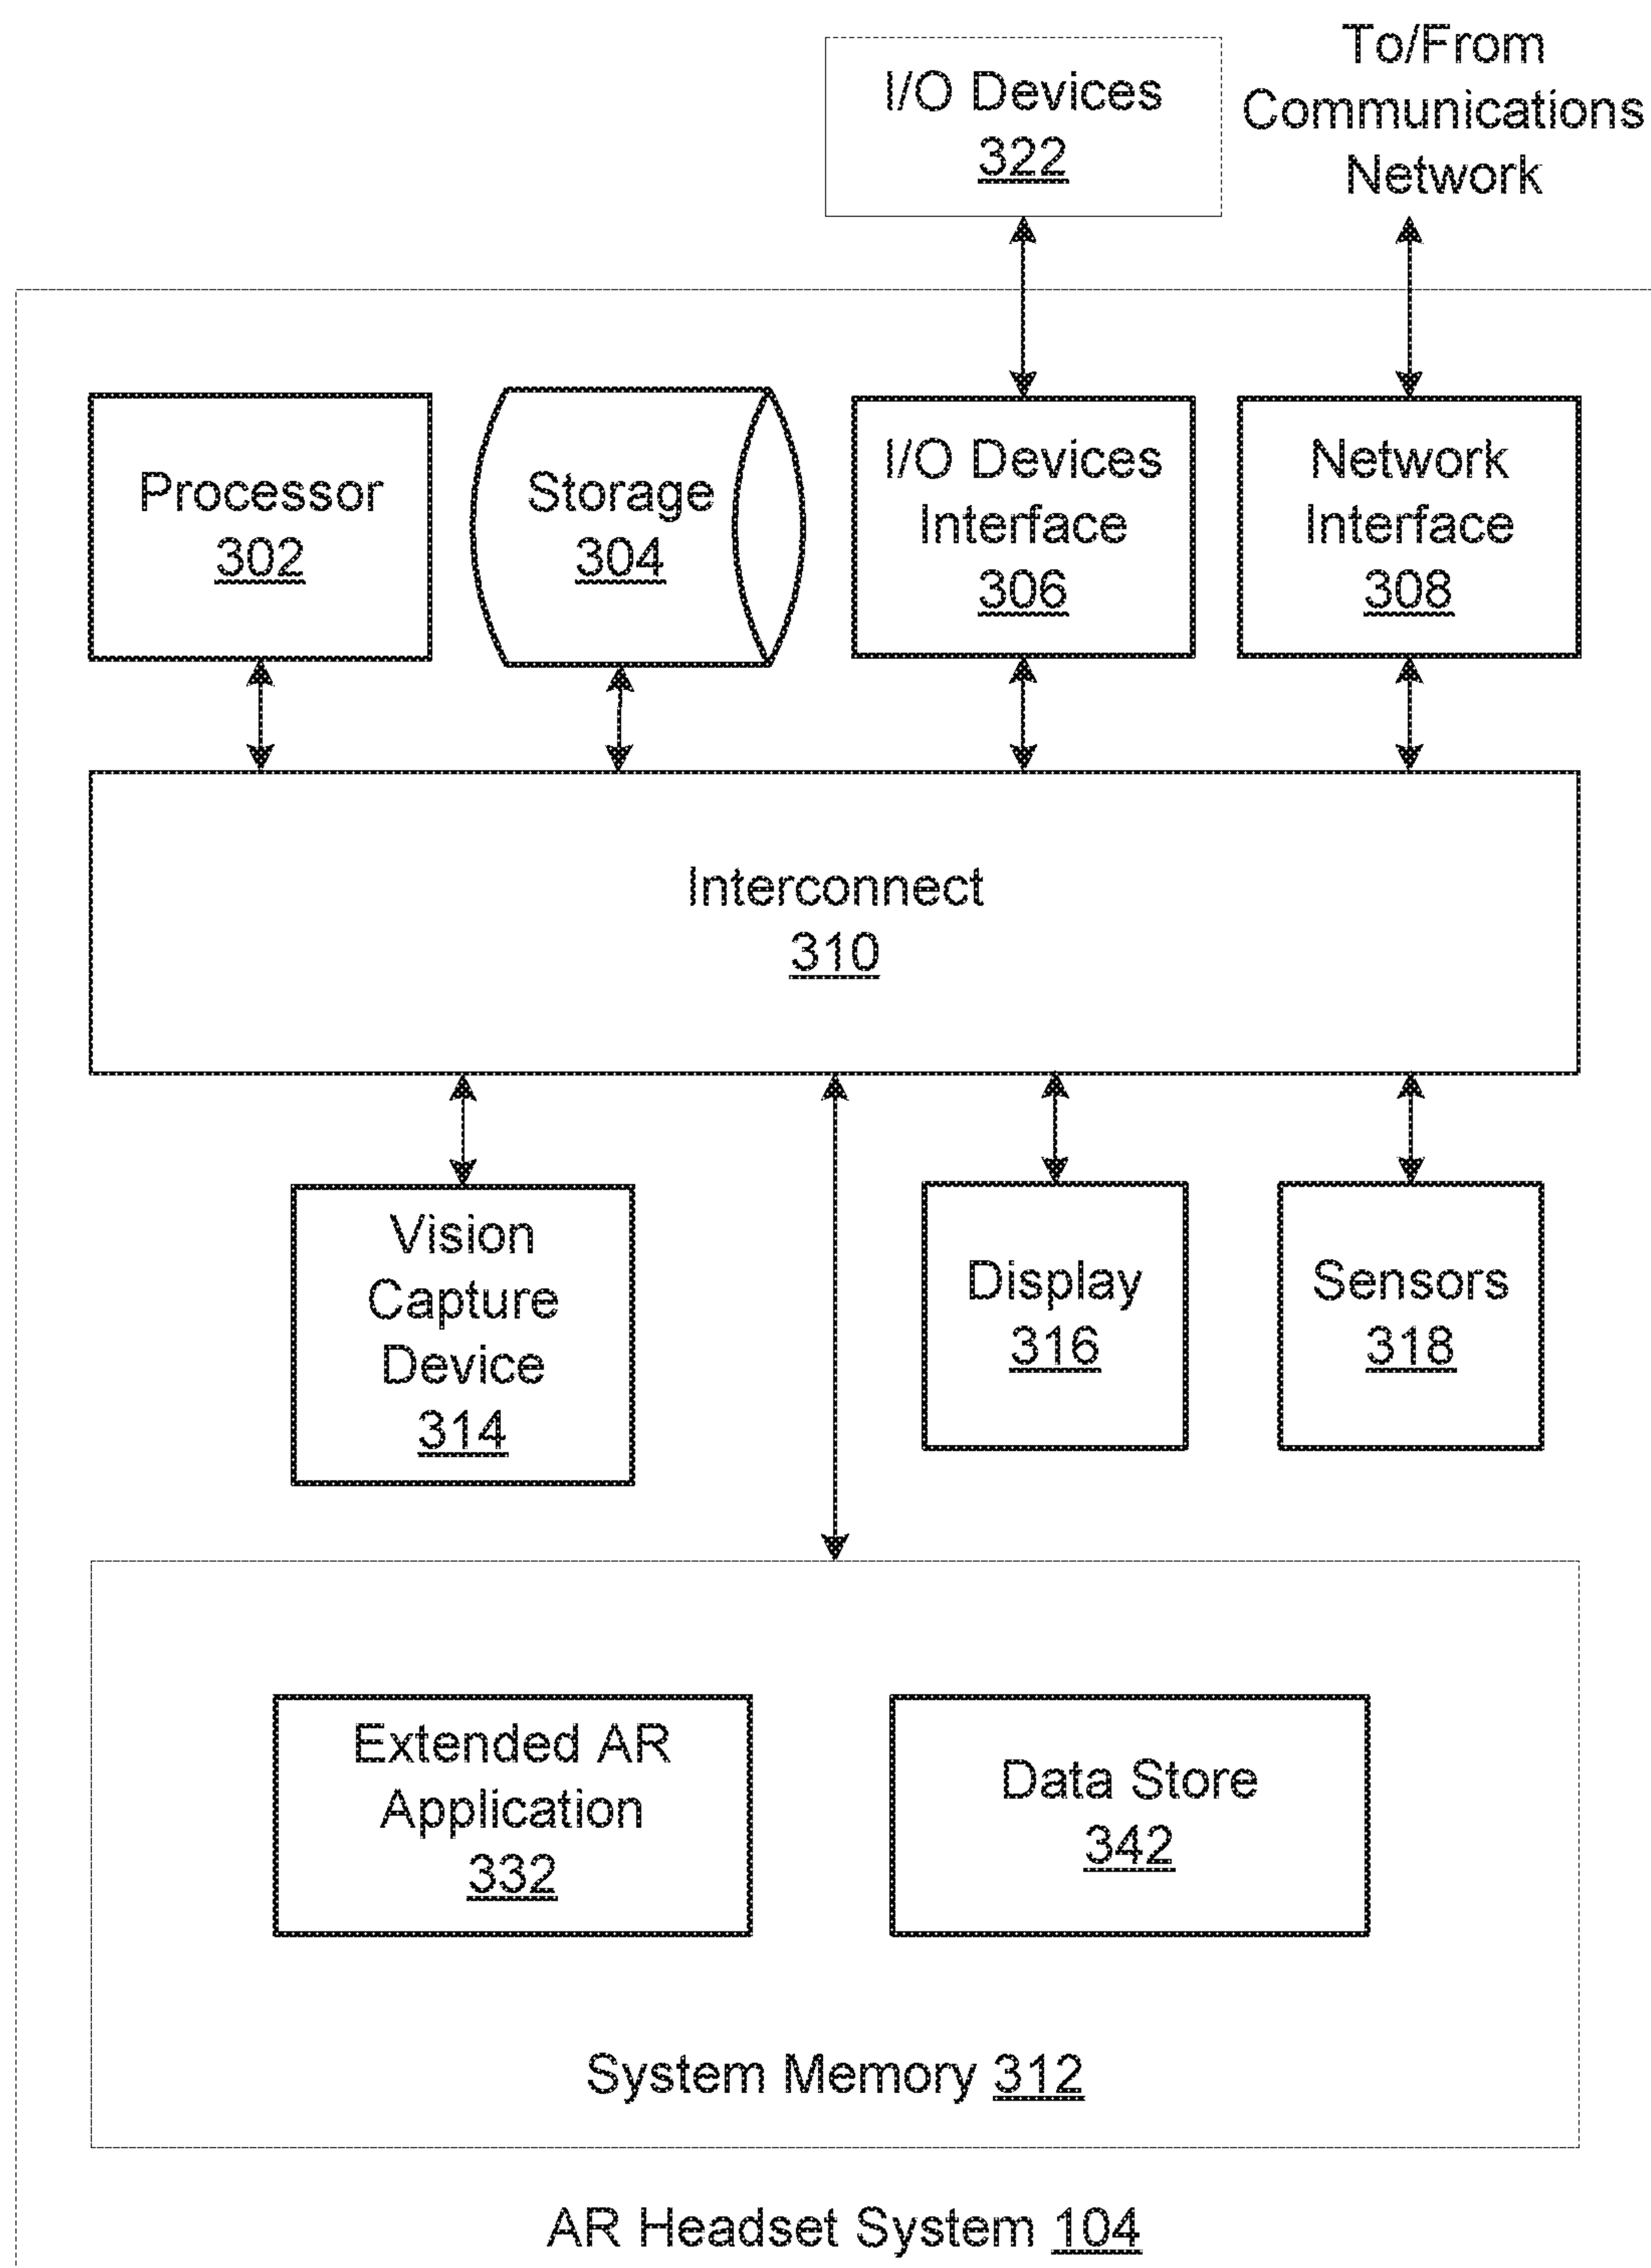 I/O Devices
322
To/From
Communications
Network
Processor
302
Storage
304
I/O Devices
Interface
306
Network
Interface
308
Interconnect
310
Vision
Capture
Device
314
Display
316
Sensors
318
Extended AR
Application
332
Data Store
342
System Memory 312
AR Headset System 104